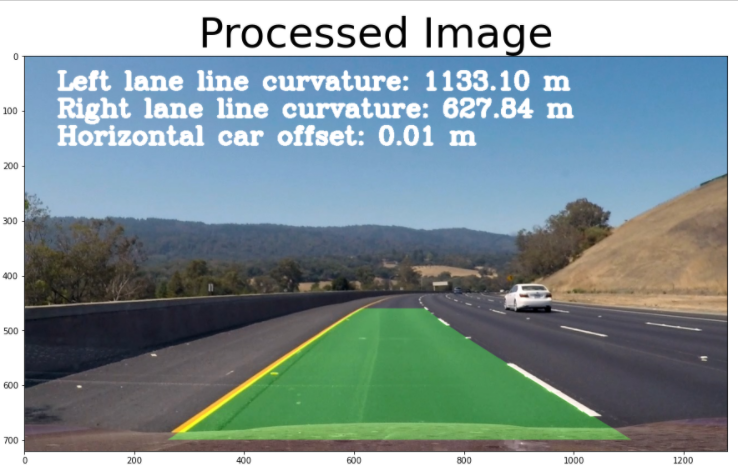 Processed Image
Left lane line curvature: 1133.10 m
Right lane line curvature: 627.84 m
Horizontal car offset: 0.01 m
0
100
200
300
400
500
600
700
0 200 400 600 800 1000 1200